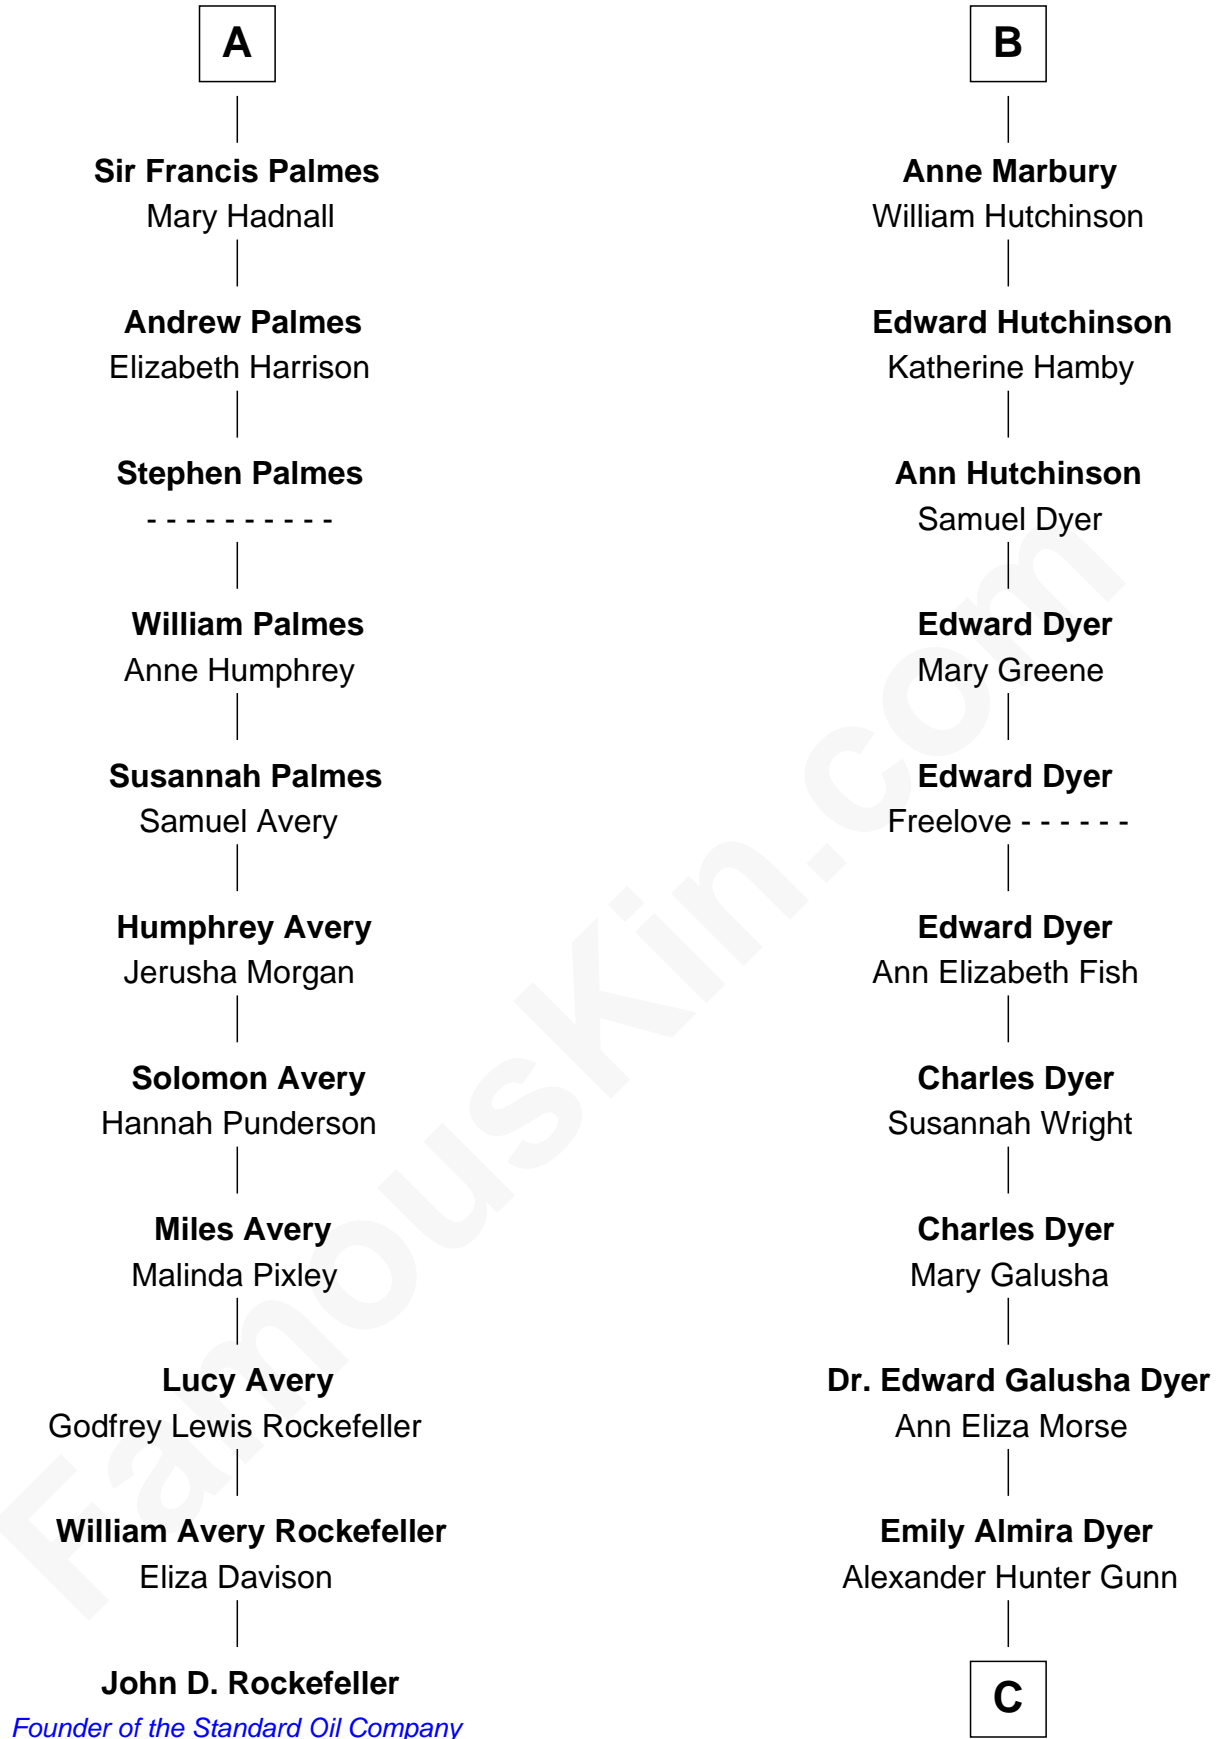 A
Sir Francis Palmes
Mary Hadnall
Andrew Palmes
Elizabeth Harrison
Stephen Palmes
- - - - - - - - - -
William Palmes
Anne Humphrey
Susannah Palmes
Samuel Avery
Humphrey Avery
Jerusha Morgan
Solomon Avery
Hannah Punderson
Miles Avery
Malinda Pixley
Lucy Avery
Godfrey Lewis Rockefeller
William Avery Rockefeller
Eliza Davison
John D. Rockefeller
Founder of the Standard Oil Company
B
Anne Marbury
William Hutchinson
Edward Hutchinson
Katherine Hamby
Ann Hutchinson
Samuel Dyer
Edward Dyer
Mary Greene
Edward Dyer
Freelove - - - - - -
Edward Dyer
Ann Elizabeth Fish
Charles Dyer
Susannah Wright
Charles Dyer
Mary Galusha
Dr. Edward Galusha Dyer
Ann Eliza Morse
Emily Almira Dyer
Alexander Hunter Gunn
C
FamousKin.com